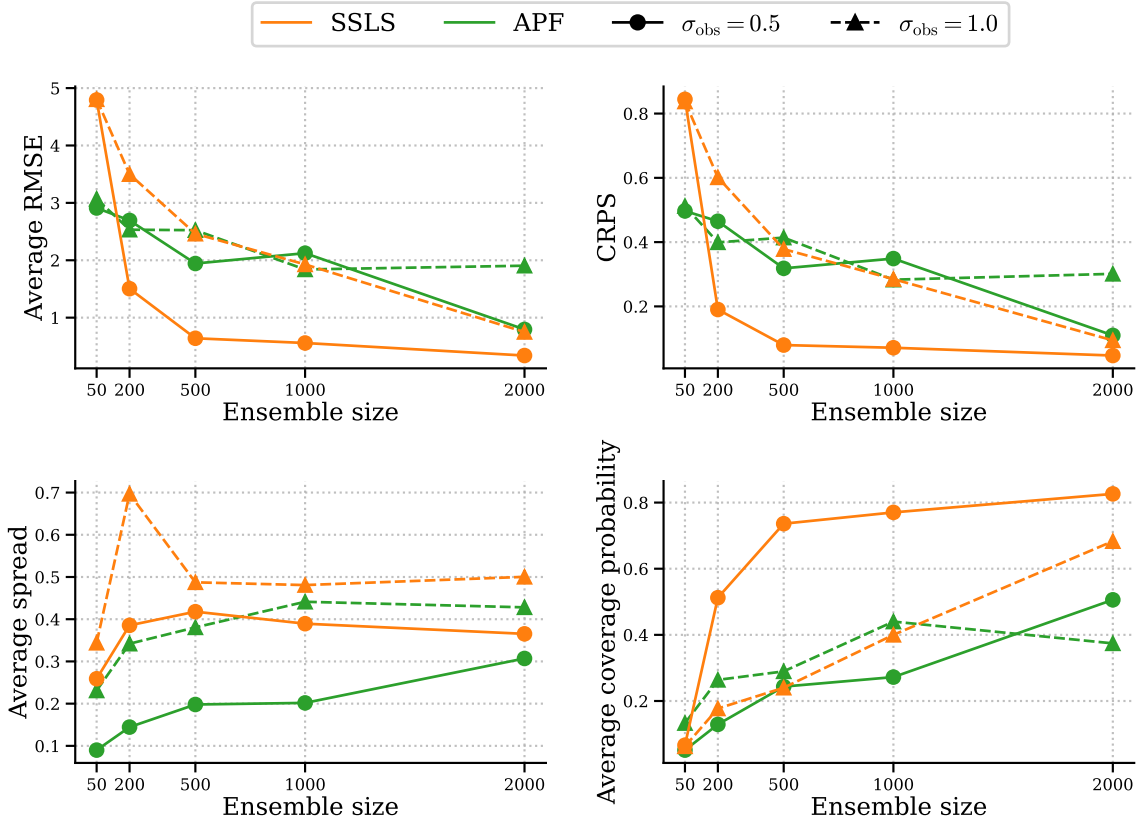 SSLS APF σobs = 0.5 σobs = 1.0
Average RMSE
5
4
3
2
1
50 200 500 1000 2000
Ensemble size
CRPS
0.8
0.6
0.4
0.2
50 200 500 1000 2000
Ensemble size
Average spread
0.7
0.6
0.5
0.4
0.3
0.2
0.1
50 200 500 1000 2000
Ensemble size
Average coverage probability
0.8
0.6
0.4
0.2
50 200 500 1000 2000
Ensemble size